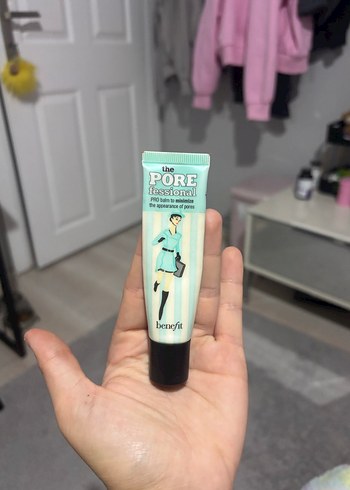 the
PORE
fessional
PRO balm to minimize
the appearance of pores
benefit